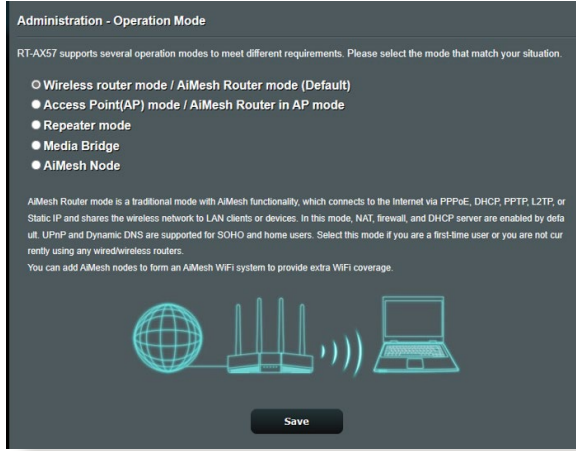 Administration - Operation Mode
RT-AX57 supports several operation modes to meet different requirements. Please select the mode that match your situation.
Wireless router mode / AiMesh Router mode (Default)
Access Point(AP) mode / AiMesh Router in AP mode
Repeater mode
Media Bridge
AiMesh Node
AiMesh Router mode is a traditional mode with AiMesh functionality, which connects to the Internet via PPPoE, DHCP, PPTP, L2TP, or
Static IP and shares the wireless network to LAN clients or devices. In this mode, NAT, firewall, and DHCP server are enabled by defa
ult. UPnP and Dynamic DNS are supported for SOHO and home users. Select this mode if you are a first-time user or you are not cur
rently using any wired/wireless routers.
You can add AiMesh nodes to form an AiMesh WiFi system to provide extra WiFi coverage.
Save